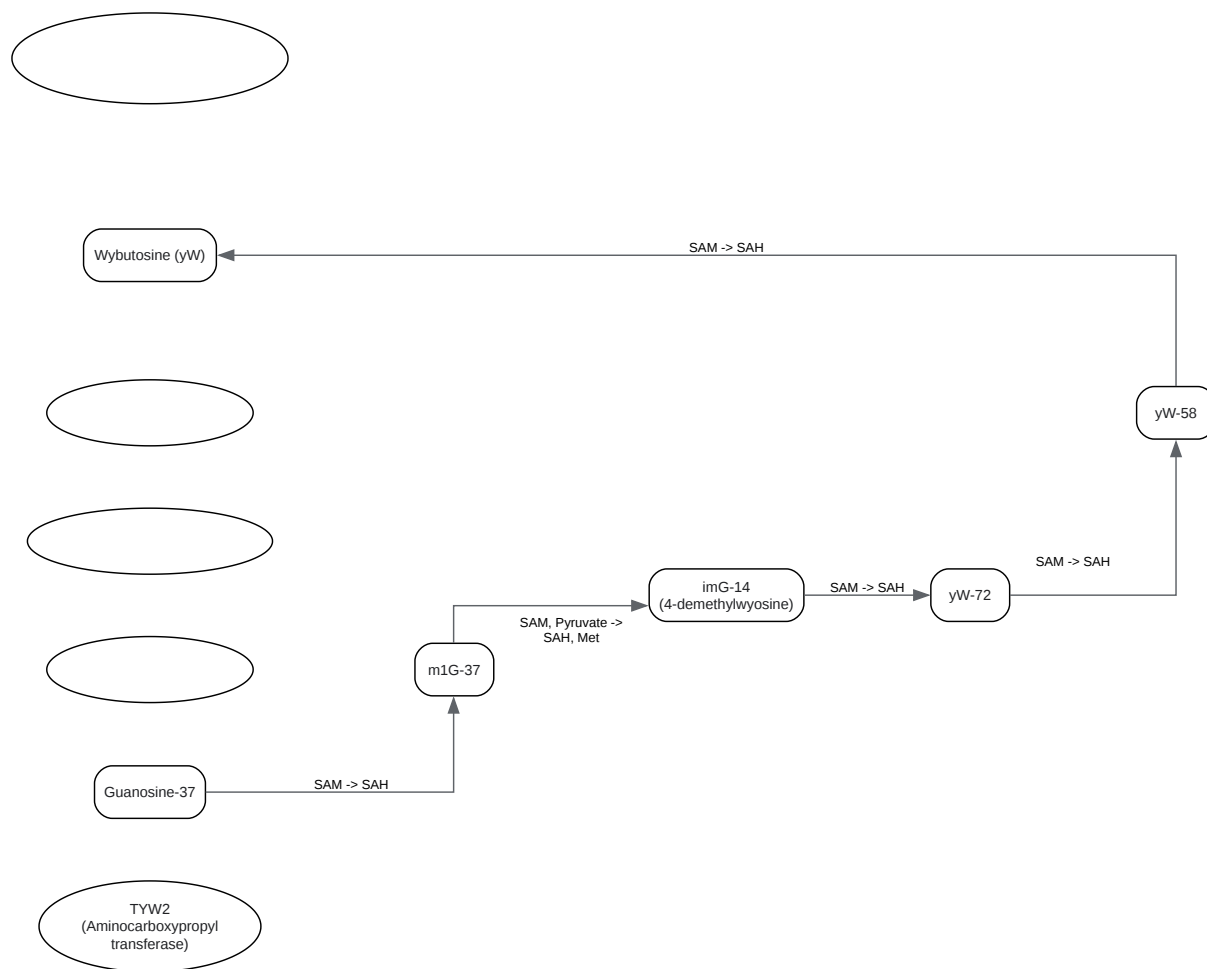 Wybutosine (yW)
SAM -> SAH
yW-58
SAM -> SAH
imG-14
(4-demethylwyosine)
SAM -> SAH
yW-72
SAM, Pyruvate ->
SAH, Met
m1G-37
Guanosine-37
SAM -> SAH
TYW2
(Aminocarboxypropyl
transferase)